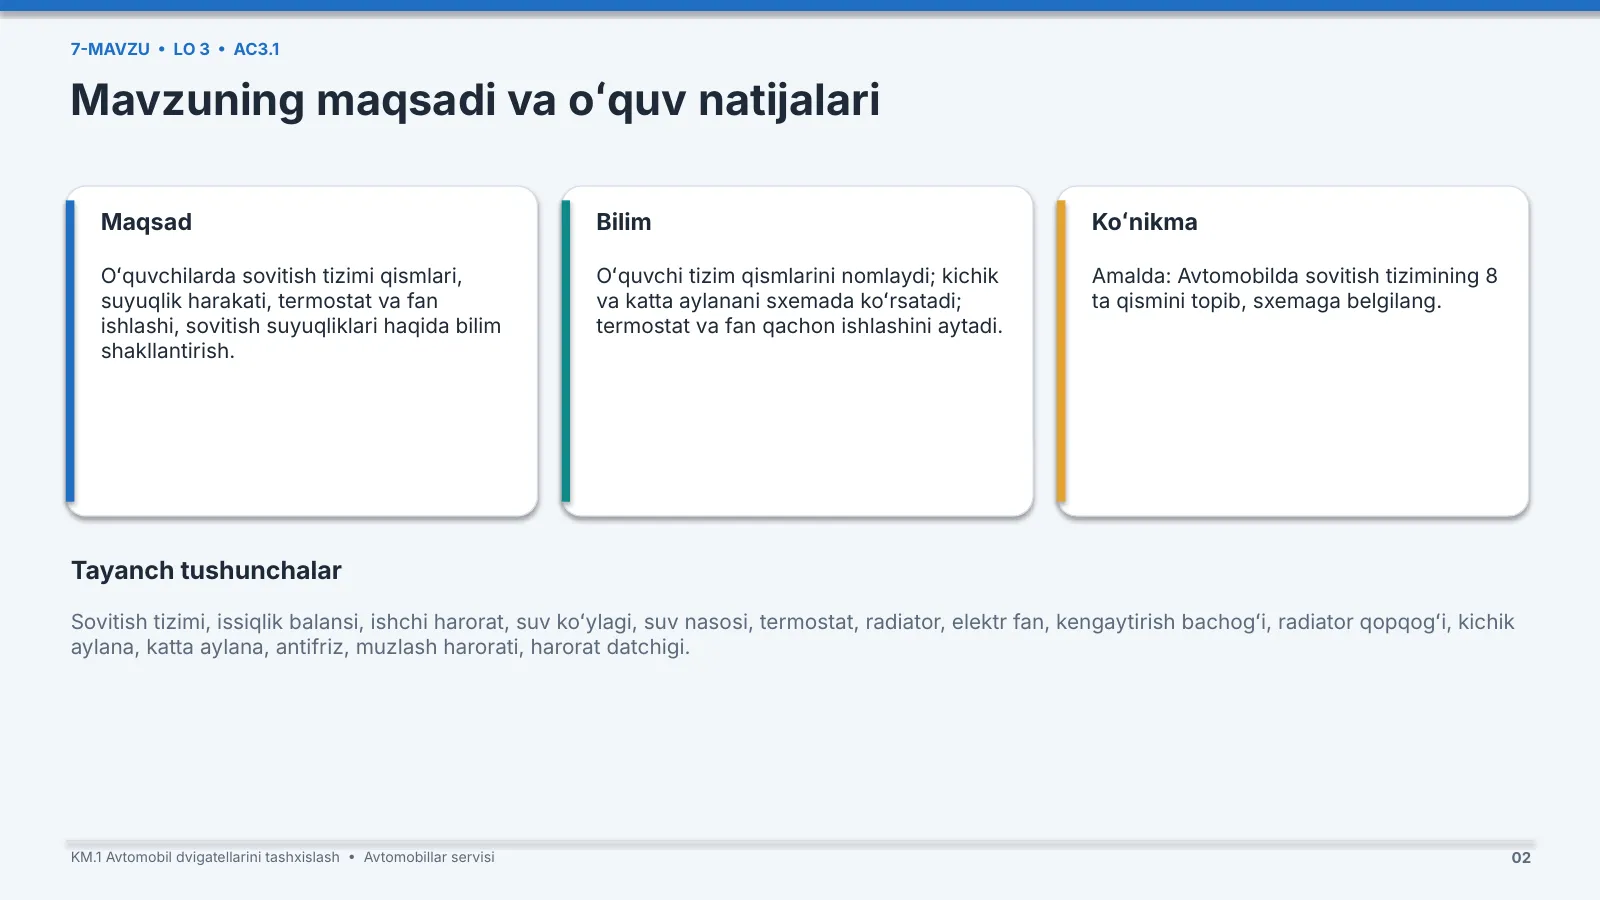 7-MAVZU • LO 3 • AC3.1
Mavzuning maqsadi va oʻquv natijalari
Maqsad
Oʻquvchilarda sovitish tizimi qismlari,
suyuqlik harakati, termostat va fan
ishlashi, sovitish suyuqliklari haqida bilim
shakllantirish.
Bilim
Oʻquvchi tizim qismlarini nomlaydi; kichik
va katta aylanani sxemada koʻrsatadi;
termostat va fan qachon ishlashini aytadi.
Koʻnikma
Amalda: Avtomobilda sovitish tizimining 8
ta qismini topib, sxemaga belgilang.
Tayanch tushunchalar
Sovitish tizimi, issiqlik balansi, ishchi harorat, suv koʻylagi, suv nasosi, termostat, radiator, elektr fan, kengaytirish bachogʻi, radiator qopqogʻi, kichik
aylana, katta aylana, antifriz, muzlash harorati, harorat datchigi.
KM.1 Avtomobil dvigatellarini tashxislash • Avtomobillar servisi
02